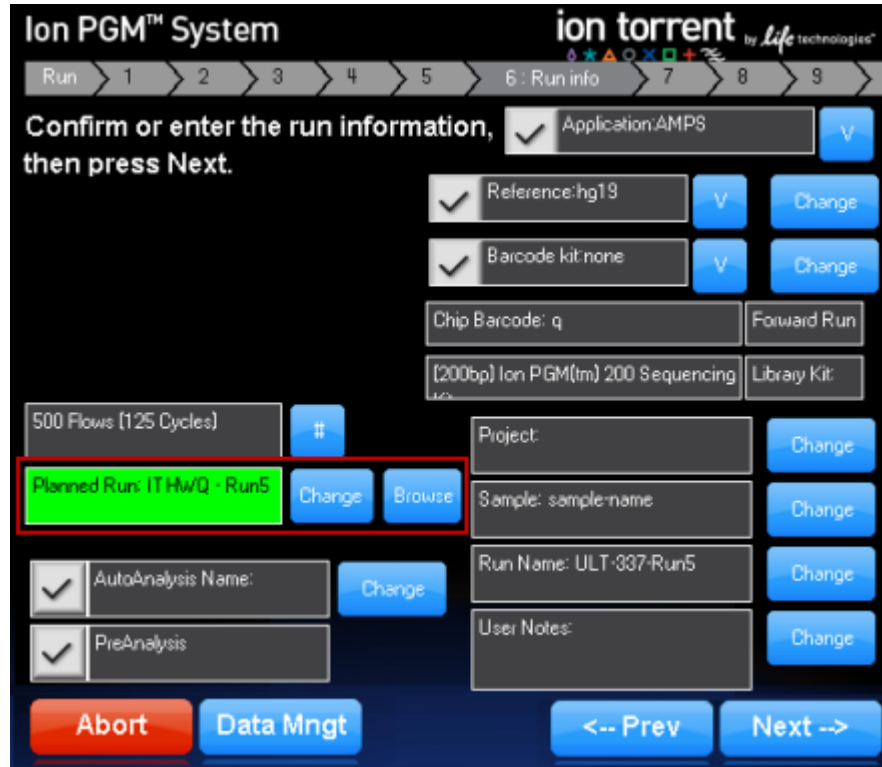 Ion PGM™ System
ion torrent
by life technologies™
Run 1 2 3 4 5 6 : Run info 7 8 9
Confirm or enter the run information,
then press Next.
Application:AMPS
V
Reference:hg19
V
Change
Barcode kit:none
V
Change
Chip Barcode: q
Forward Run
(200bp) Ion PGM(tm) 200 Sequencing
Library Kit:
500 Flows (125 Cycles)
#
Project:
Change
Planned Run: ITHWQ - Run5
Change
Browse
Sample: sample-name
Change
AutoAnalysis Name:
Change
Run Name: ULT-337-Run5
Change
PreAnalysis
User Notes:
Change
Abort
Data Mngt
<-- Prev
Next -->